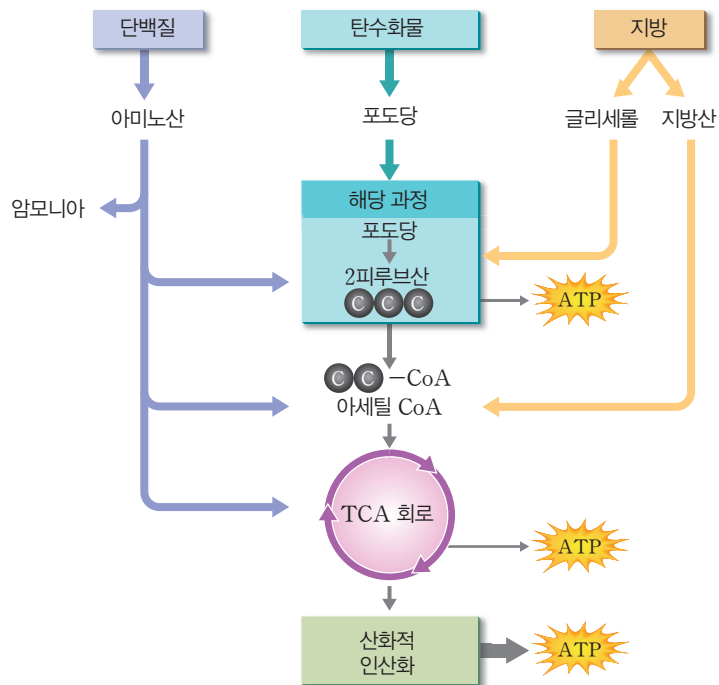 단백질
탄수화물
지방
아미노산
포도당
글리세롤
지방산
암모니아
해당 과정
포도당
2피루브산
C C C
ATP
C C -CoA
아세틸 CoA
TCA 회로
ATP
산화적
인산화
ATP